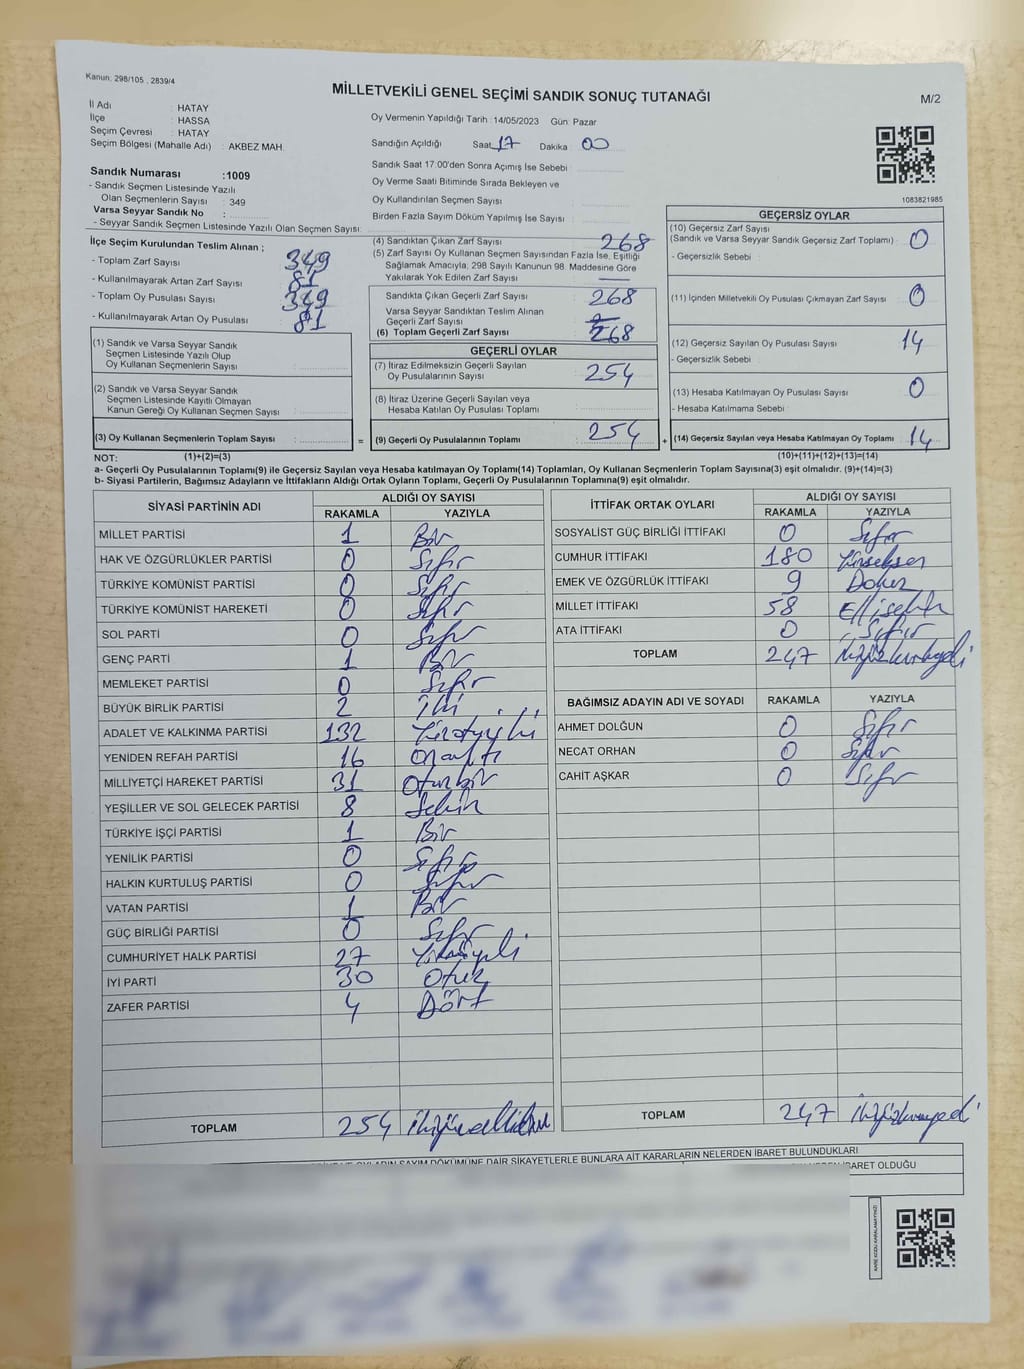 Kanun: 298/105 , 2839/4
MİLLETVEKİLİ GENEL SEÇİMİ SANDIK SONUÇ TUTANAĞI
M/2
İl Adı : HATAY
İlçe : HASSA
Seçim Çevresi : HATAY
Seçim Bölgesi (Mahalle Adı) : AKBEZ MAH.
Sandık Numarası :1009
- Sandık Seçmen Listesinde Yazılı
Olan Seçmenlerin Sayısı : 349
Varsa Seyyar Sandık No :
- Seyyar Sandık Seçmen Listesinde Yazılı Olan Seçmen Sayısı:
Oy Vermenin Yapıldığı Tarih :14/05/2023 Gün: Pazar
Sandığın Açıldığı Saat 17 Dakika : 00
Sandık Saat 17:00'den Sonra Açımış İse Sebebi :
Oy Verme Saati Bitiminde Sırada Bekleyen ve
Oy Kullandırılan Seçmen Sayısı :
Birden Fazla Sayım Döküm Yapılmış İse Sayısı :
1083821985
İlçe Seçim Kurulundan Teslim Alınan ;
- Toplam Zarf Sayısı : 349
- Kullanılmayarak Artan Zarf Sayısı : 81
- Toplam Oy Pusulası Sayısı : 349
- Kullanılmayarak Artan Oy Pusulası : 81
(4) Sandıktan Çıkan Zarf Sayısı 268
(5) Zarf Sayısı Oy Kullanan Seçmen Sayısından Fazla İse, Eşitliği
Sağlamak Amacıyla, 298 Sayılı Kanunun 98. Maddesine Göre
Yakılarak Yok Edilen Zarf Sayısı
Sandıkta Çıkan Geçerli Zarf Sayısı : 268
Varsa Seyyar Sandıktan Teslim Alınan
Geçerli Zarf Sayısı
(6) Toplam Geçerli Zarf Sayısı : 268
GEÇERSİZ OYLAR
(10) Geçersiz Zarf Sayısı
(Sandık ve Varsa Seyyar Sandık Geçersiz Zarf Toplamı) : 0
- Geçersizlik Sebebi :
(11) İçinden Milletvekili Oy Pusulası Çıkmayan Zarf Sayısı : 0
(12) Geçersiz Sayılan Oy Pusulası Sayısı : 14
- Geçersizlik Sebebi :
(13) Hesaba Katılmayan Oy Pusulası Sayısı : 0
- Hesaba Katılmama Sebebi :
(14) Geçersiz Sayılan veya Hesaba Katılmayan Oy Toplamı : 14
(1) Sandık ve Varsa Seyyar Sandık
Seçmen Listesinde Yazılı Olup
Oy Kullanan Seçmenlerin Sayısı :
(2) Sandık ve Varsa Seyyar Sandık
Seçmen Listesinde Kayıtlı Olmayan
Kanun Gereği Oy Kullanan Seçmen Sayısı :
(3) Oy Kullanan Seçmenlerin Toplam Sayısı : =
GEÇERLİ OYLAR
(7) İtiraz Edilmeksizin Geçerli Sayılan
Oy Pusulalarının Sayısı : 254
(8) İtiraz Üzerine Geçerli Sayılan veya
Hesaba Katılan Oy Pusulası Toplamı :
(9) Geçerli Oy Pusulalarının Toplamı : 254 +
NOT: (1)+(2)=(3) (10)+(11)+(12)+(13)=(14)
a- Geçerli Oy Pusulalarının Toplamı(9) ile Geçersiz Sayılan veya Hesaba katılmayan Oy Toplamı(14) Toplamları, Oy Kullanan Seçmenlerin Toplam Sayısına(3) eşit olmalıdır. (9)+(14)=(3)
b- Siyasi Partilerin, Bağımsız Adayların ve İttifakların Aldığı Ortak Oyların Toplamı, Geçerli Oy Pusulalarının Toplamına(9) eşit olmalıdır.
SİYASİ PARTİNİN ADI ALDIĞI OY SAYISI
RAKAMLA YAZIYLA
MİLLET PARTİSİ 1 Bir
HAK VE ÖZGÜRLÜKLER PARTİSİ 0 Sıfır
TÜRKİYE KOMÜNİST PARTİSİ 0 Sıfır
TÜRKİYE KOMÜNİST HAREKETİ 0 Sıfır
SOL PARTİ 0 Sıfır
GENÇ PARTİ 1 Bir
MEMLEKET PARTİSİ 0 Sıfır
BÜYÜK BİRLİK PARTİSİ 2 İki
ADALET VE KALKINMA PARTİSİ 132
YENİDEN REFAH PARTİSİ 16 Onaltı
MİLLİYETÇİ HAREKET PARTİSİ 31 Otuzbir
YEŞİLLER VE SOL GELECEK PARTİSİ 8 Sekiz
TÜRKİYE İŞÇİ PARTİSİ 1 Bir
YENİLİK PARTİSİ 0 Sıfır
HALKIN KURTULUŞ PARTİSİ 0 Sıfır
VATAN PARTİSİ 1 Bir
GÜÇ BİRLİĞİ PARTİSİ 0 Sıfır
CUMHURİYET HALK PARTİSİ 27 Yirmiyedi
İYİ PARTİ 30 Otuz
ZAFER PARTİSİ 4 Dört
TOPLAM 254
İTTİFAK ORTAK OYLARI ALDIĞI OY SAYISI
RAKAMLA YAZIYLA
SOSYALİST GÜÇ BİRLİĞİ İTTİFAKI 0 Sıfır
CUMHUR İTTİFAKI 180 Yüzseksen
EMEK VE ÖZGÜRLÜK İTTİFAKI 9 Dokuz
MİLLET İTTİFAKI 58 Ellisekiz
ATA İTTİFAKI 0 Sıfır
TOPLAM 247 İkiyüzkırkyedi
BAĞIMSIZ ADAYIN ADI VE SOYADI RAKAMLA YAZIYLA
AHMET DOLĞUN 0 Sıfır
NECAT ORHAN 0 Sıfır
CAHİT AŞKAR 0 Sıfır
TOPLAM 247 İkiyüzkırkyedi
SAYIM DÖKÜMÜNE DAİR ŞİKAYETLERLE BUNLARA AİT KARARLARIN NELERDEN İBARET BULUNDUKLARI
İBARET OLDUĞU